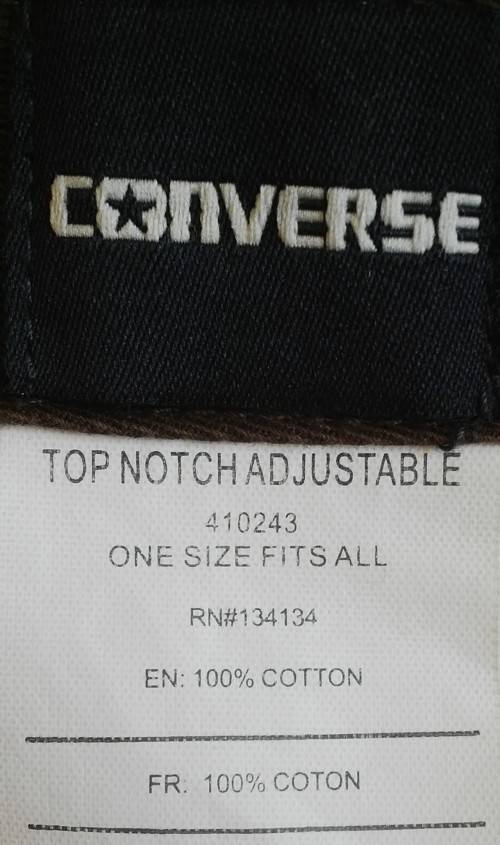 CONVERSE
TOP NOTCH ADJUSTABLE
410243
ONE SIZE FITS ALL
RN#134134
EN: 100% COTTON
FR: 100% COTON